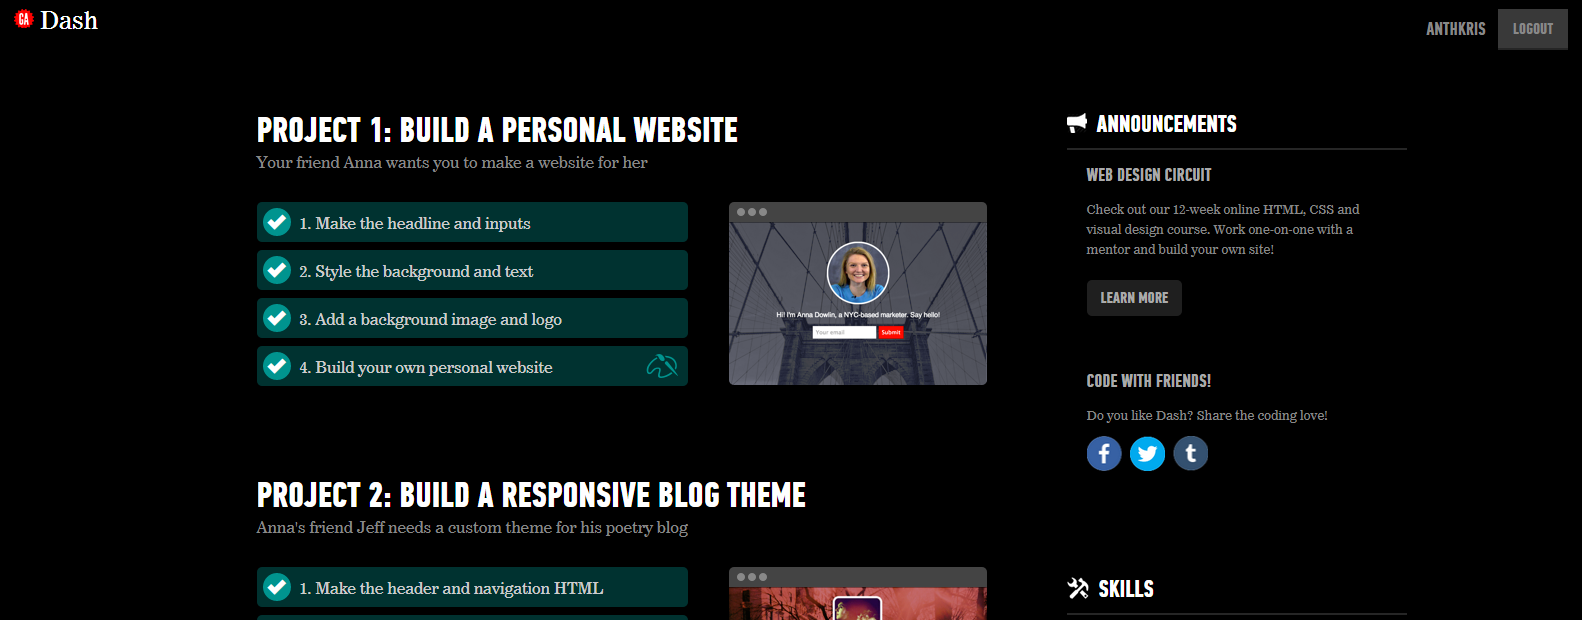 GA Dash
ANTHKRIS
LOGOUT
PROJECT 1: BUILD A PERSONAL WEBSITE
Your friend Anna wants you to make a website for her
1. Make the headline and inputs
2. Style the background and text
3. Add a background image and logo
4. Build your own personal website
Hi! I'm Anna Dowlin, a NYC-based marketer. Say hello!
Your email
Submit
PROJECT 2: BUILD A RESPONSIVE BLOG THEME
Anna's friend Jeff needs a custom theme for his poetry blog
1. Make the header and navigation HTML
ANNOUNCEMENTS
WEB DESIGN CIRCUIT
Check out our 12-week online HTML, CSS and
visual design course. Work one-on-one with a
mentor and build your own site!
LEARN MORE
CODE WITH FRIENDS!
Do you like Dash? Share the coding love!
SKILLS